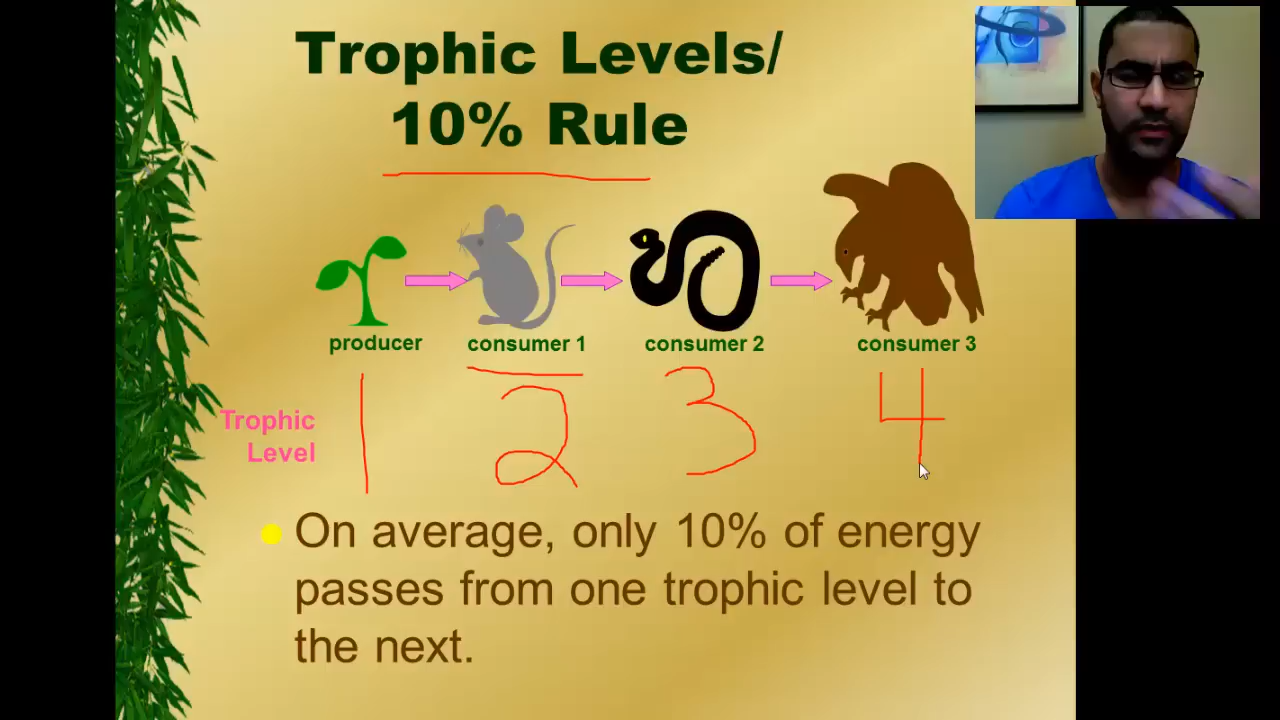 Trophic Levels/
10% Rule
producer consumer 1 consumer 2 consumer 3
Trophic
Level
1 2 3 4
On average, only 10% of energy
passes from one trophic level to
the next.